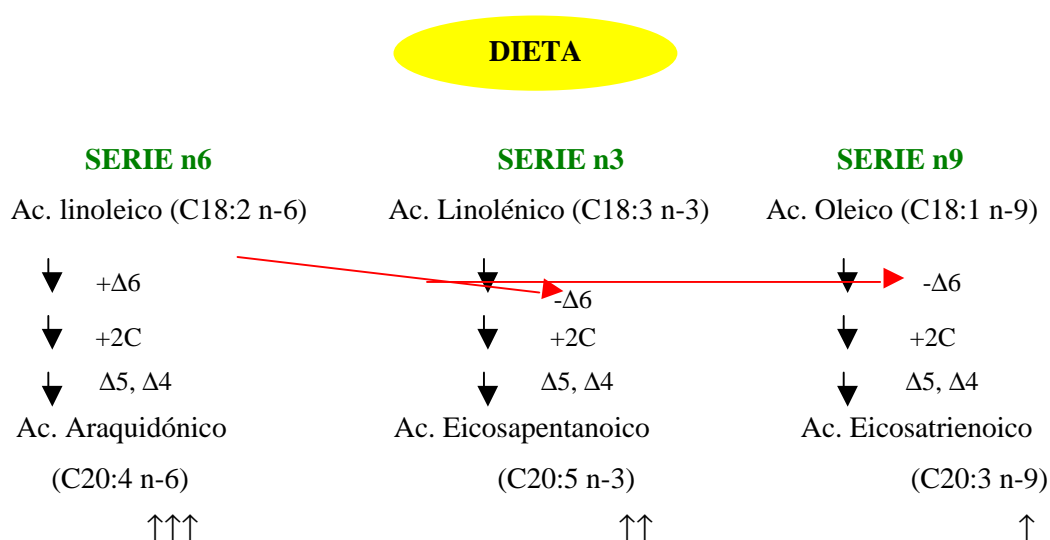 DIETA
SERIE n6 SERIE n3 SERIE n9
Ac. linoleico (C18:2 n-6) Ac. Linolénico (C18:3 n-3) Ac. Oleico (C18:1 n-9)
+Δ6 -Δ6 -Δ6
+2C +2C +2C
Δ5, Δ4 Δ5, Δ4 Δ5, Δ4
Ac. Araquidónico Ac. Eicosapentanoico Ac. Eicosatrienoico
(C20:4 n-6) (C20:5 n-3) (C20:3 n-9)
↑↑↑ ↑↑ ↑